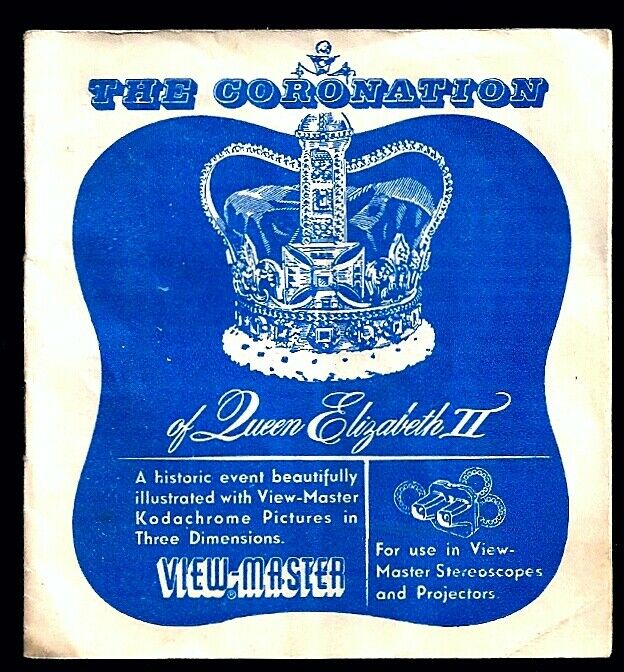 THE CORONATION
of Queen Elizabeth II
A historic event beautifully
illustrated with View-Master
Kodachrome Pictures in
Three Dimensions.
VIEW-MASTER
®
For use in View-
Master Stereoscopes
and Projectors.